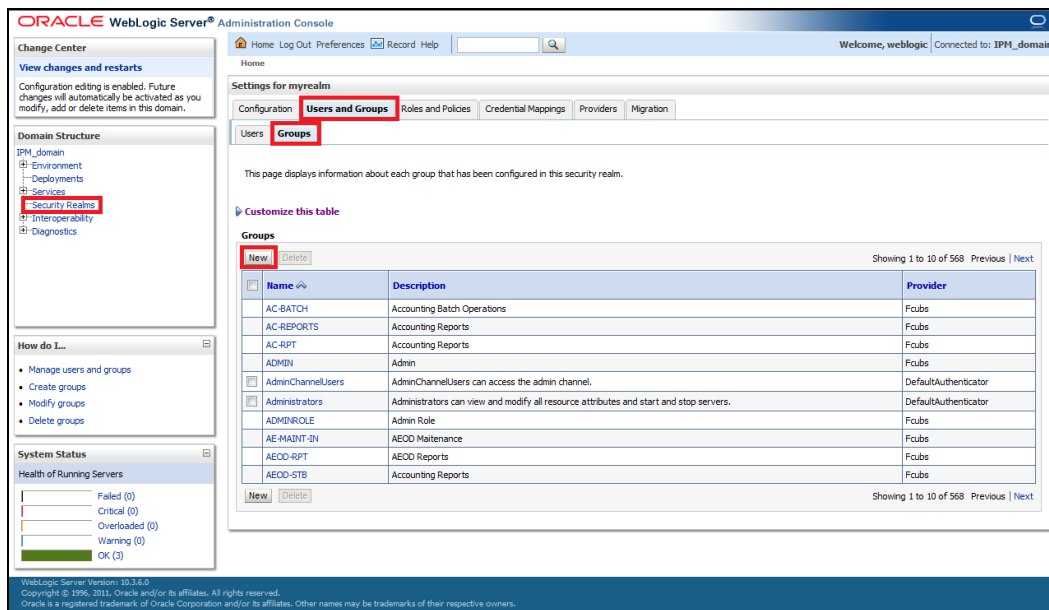 ORACLE WebLogic Server® Administration Console
Change Center
View changes and restarts
Configuration editing is enabled. Future
changes will automatically be activated as you
modify, add or delete items in this domain.
Domain Structure
IPM_domain
Environment
Deployments
Services
Security Realms
Interoperability
Diagnostics
How do I...
Manage users and groups
Create groups
Modify groups
Delete groups
System Status
Health of Running Servers
Failed (0)
Critical (0)
Overloaded (0)
Warning (0)
OK (3)
Home Log Out Preferences Record Help
Welcome, weblogic Connected to: IPM_domain
Home
Settings for myrealm
Configuration Users and Groups Roles and Policies Credential Mappings Providers Migration
Users Groups
This page displays information about each group that has been configured in this security realm.
Customize this table
Groups
New Delete Showing 1 to 10 of 568 Previous | Next
Name Description Provider
AC-BATCH Accounting Batch Operations Fcubs
AC-REPORTS Accounting Reports Fcubs
AC-RPT Accounting Reports Fcubs
ADMIN Admin Fcubs
AdminChannelUsers AdminChannelUsers can access the admin channel. DefaultAuthenticator
Administrators Administrators can view and modify all resource attributes and start and stop servers. DefaultAuthenticator
ADMINROLE Admin Role Fcubs
AE-MAINT-IN AEOD Maitenance Fcubs
AEOD-RPT AEOD Reports Fcubs
AEOD-STB Accounting Reports Fcubs
New Delete Showing 1 to 10 of 568 Previous | Next
WebLogic Server Version: 10.3.6.0
Copyright © 1996, 2011, Oracle and/or its affiliates. All rights reserved.
Oracle is a registered trademark of Oracle Corporation and/or its affiliates. Other names may be trademarks of their respective owners.